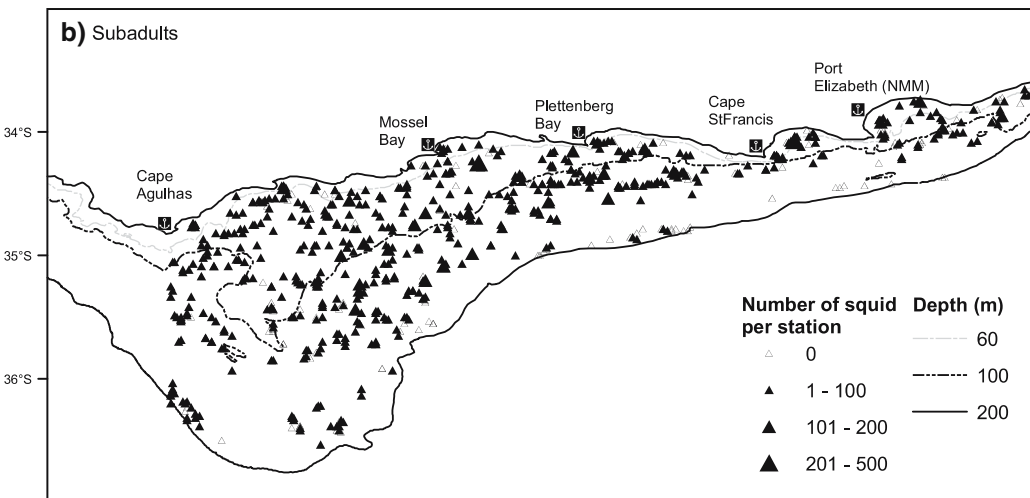 b) Subadults
Port
Elizabeth (NMM)
Cape
StFrancis
Plettenberg
Bay
Mossel
Bay
Cape
Agulhas
34°S
35°S
36°S
Number of squid
per station
0
1 - 100
101 - 200
201 - 500
Depth (m)
60
100
200